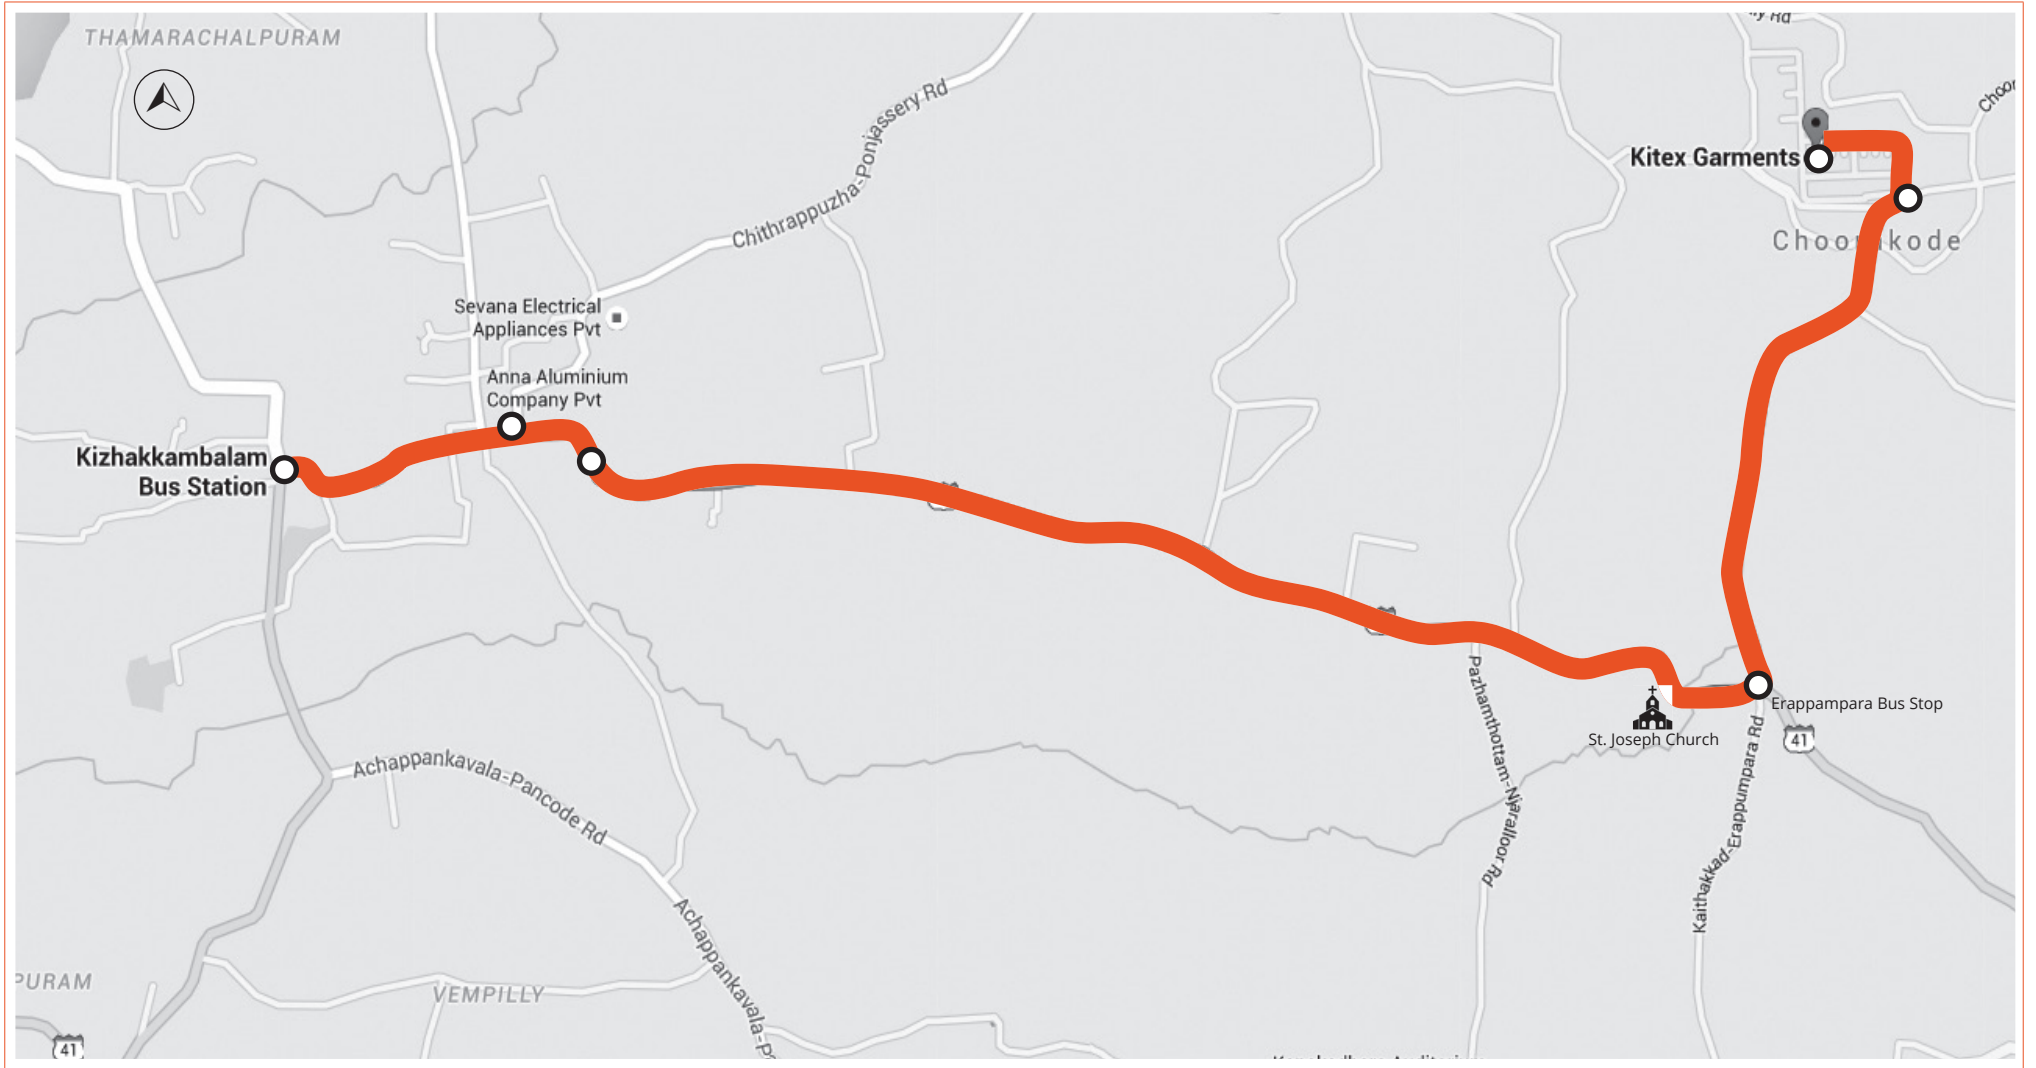 THAMARACHALPURAM
Chithrappuzha-Ponjassery Rd
Kitex Garments
Sevana Electrical
Appliances Pvt
Anna Aluminium
Company Pvt
Kizhakkambalam
Bus Station
Erappampara Bus Stop
St. Joseph Church
41
Pazhamthottam-Njaralloor Rd
Kaithakkad-Erappumpara Rd
Achappankavala-Pancode Rd
Achappankavala-
PURAM
VEMPILLY
41